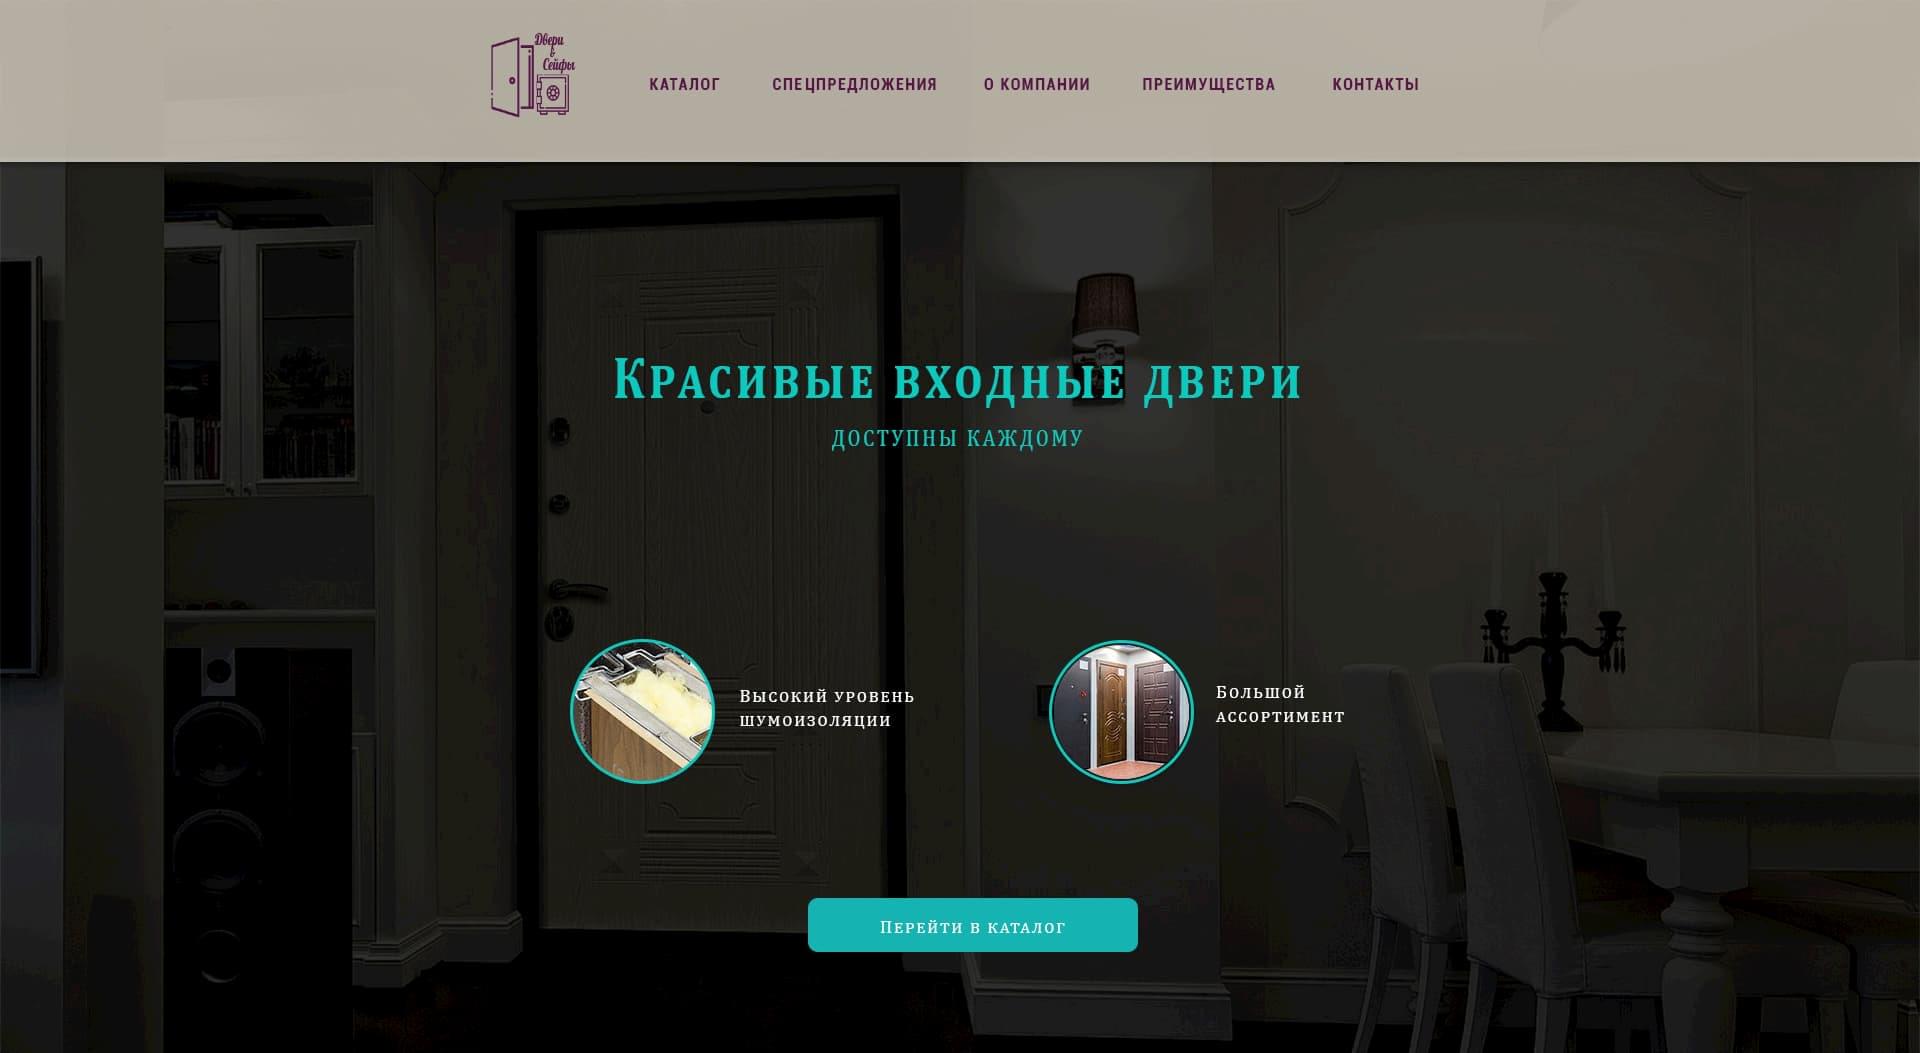 Двери
&
Сейфы
КАТАЛОГ
СПЕЦПРЕДЛОЖЕНИЯ
О КОМПАНИИ
ПРЕИМУЩЕСТВА
КОНТАКТЫ
Красивые входные двери
доступны каждому
Высокий уровень
шумоизоляции
Большой
ассортимент
Перейти в каталог